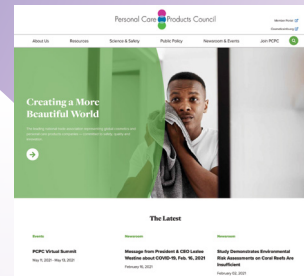 Personal Care Products Council
Member Portal
About Us
Resources
Science & Safety
Public Policy
Newsroom & Events
Join PCPC
Creating a More
Beautiful World
The Latest
Events
PCPC Virtual Summit
May 11, 2021 - May 13, 2021
Newsroom
Message from President & CEO Lezlee
Westine about COVID-19, Feb. 16, 2021
February 16, 2021
Newsroom
Study Demonstrates Environmental
Risk Assessments on Coral Reefs Are
Insufficient
February 02, 2021